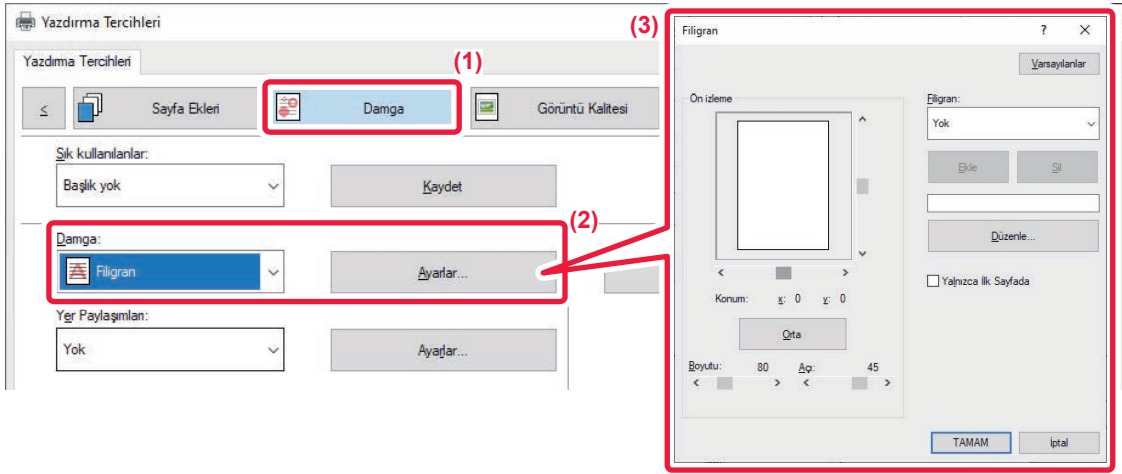 Yazdırma Tercihleri
Yazdırma Tercihleri
(1)
<
Sayfa Ekleri
Damga
Görüntü Kalitesi
Sık kullanılanlar:
Başlık yok
Kaydet
(2)
Damga:
Filigran
Ayarlar...
Yer Paylaşımları:
Yok
Ayarlar...
(3)
Filigran
? ×
Varsayılanlar
Ön izleme
Filigran:
Yok
Ekle
Sil
Düzenle...
Yalnızca İlk Sayfada
Konum: x: 0 y: 0
Orta
Boyutu: 80 Açı: 45
TAMAM
İptal